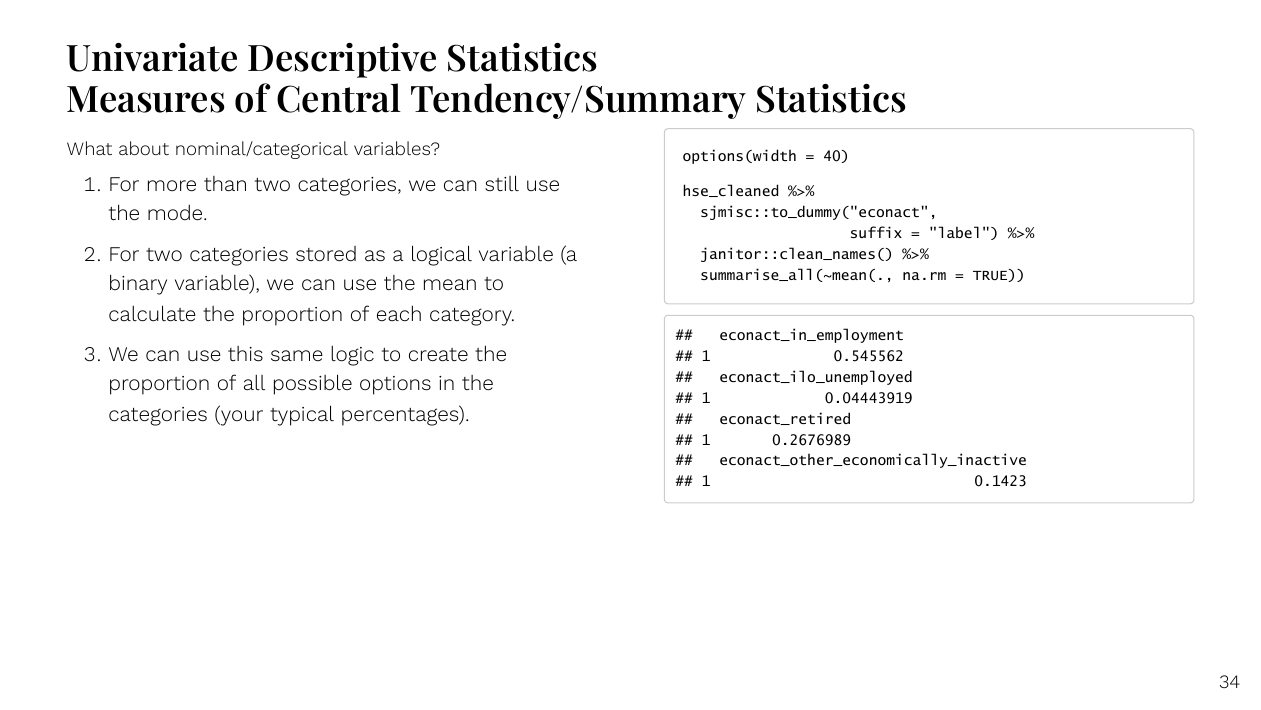 Univariate Descriptive Statistics
Measures of Central Tendency/Summary Statistics
What about nominal/categorical variables?
1. For more than two categories, we can still use
the mode.
2. For two categories stored as a logical variable (a
binary variable), we can use the mean to
calculate the proportion of each category.
3. We can use this same logic to create the
proportion of all possible options in the
categories (your typical percentages).
options(width = 40)
hse_cleaned %>%
  sjmisc::to_dummy("econact",
                   suffix = "label") %>%
  janitor::clean_names() %>%
  summarise_all(~mean(., na.rm = TRUE))
##   econact_in_employment
## 1              0.545562
##   econact_ilo_unemployed
## 1             0.04443919
##   econact_retired
## 1       0.2676989
##   econact_other_economically_inactive
## 1                              0.1423
34